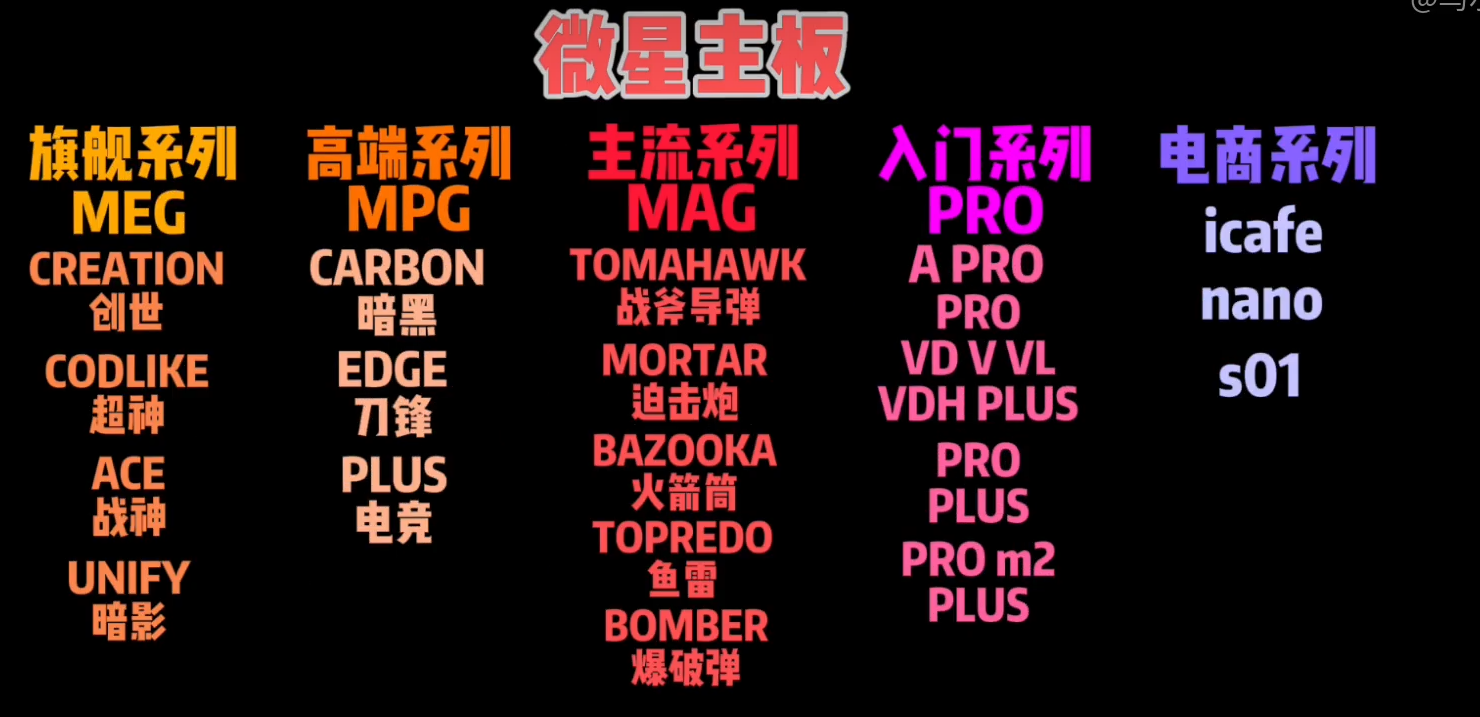 微星主板
旗舰系列
MEG
CREATION
创世
CODLIKE
超神
ACE
战神
UNIFY
暗影
高端系列
MPG
CARBON
暗黑
EDGE
刀锋
PLUS
电竞
主流系列
MAG
TOMAHAWK
战斧导弹
MORTAR
迫击炮
BAZOOKA
火箭筒
TOPREDO
鱼雷
BOMBER
爆破弹
入门系列
PRO
A PRO
PRO
VD V VL
VDH PLUS
PRO
PLUS
PRO m2
PLUS
电商系列
icafe
nano
s01